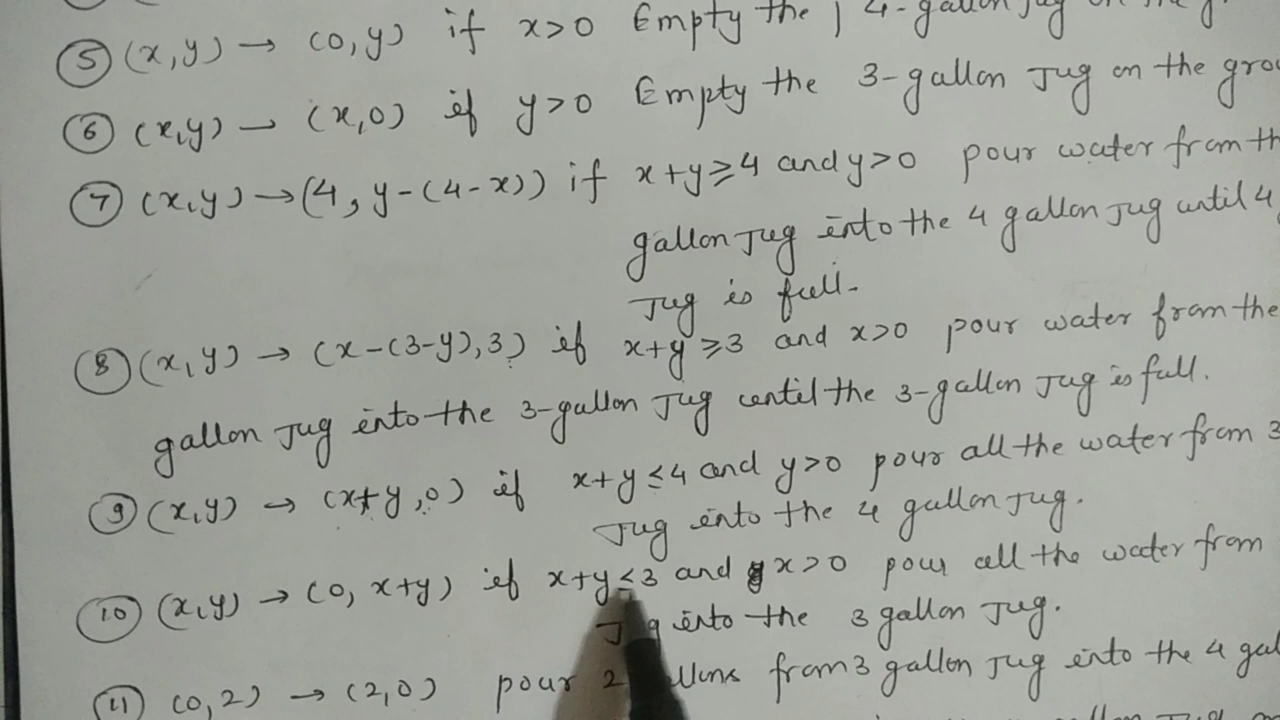 ⑤ (x,y) → (0,y) if x>0 Empty the 4-gallon Jug on the
⑥ (x,y) → (x,0) if y>0 Empty the 3-gallon Jug on the grou
⑦ (x,y) → (4, y-(4-x)) if x+y≥4 and y>0 pour water from th
gallon Jug into the 4 gallon Jug until 4
Jug is full.
⑧ (x,y) → (x-(3-y),3) if x+y≥3 and x>0 pour water from the
gallon Jug into the 3-gallon Jug until the 3-gallon Jug is full.
⑨ (x,y) → (x+y,0) if x+y≤4 and y>0 pour all the water from 3
Jug into the 4 gallon Jug.
⑩ (x,y) → (0, x+y) if x+y≤3 and x>0 pour all the water from
into the 3 gallon Jug.
⑪ (0,2) → (2,0) pour 2 from 3 gallon Jug into the 4 gal